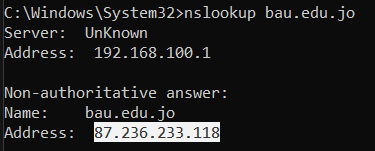 C:\Windows\System32>nslookup bau.edu.jo
Server:  UnKnown
Address:  192.168.100.1
Non-authoritative answer:
Name:    bau.edu.jo
Address:  87.236.233.118